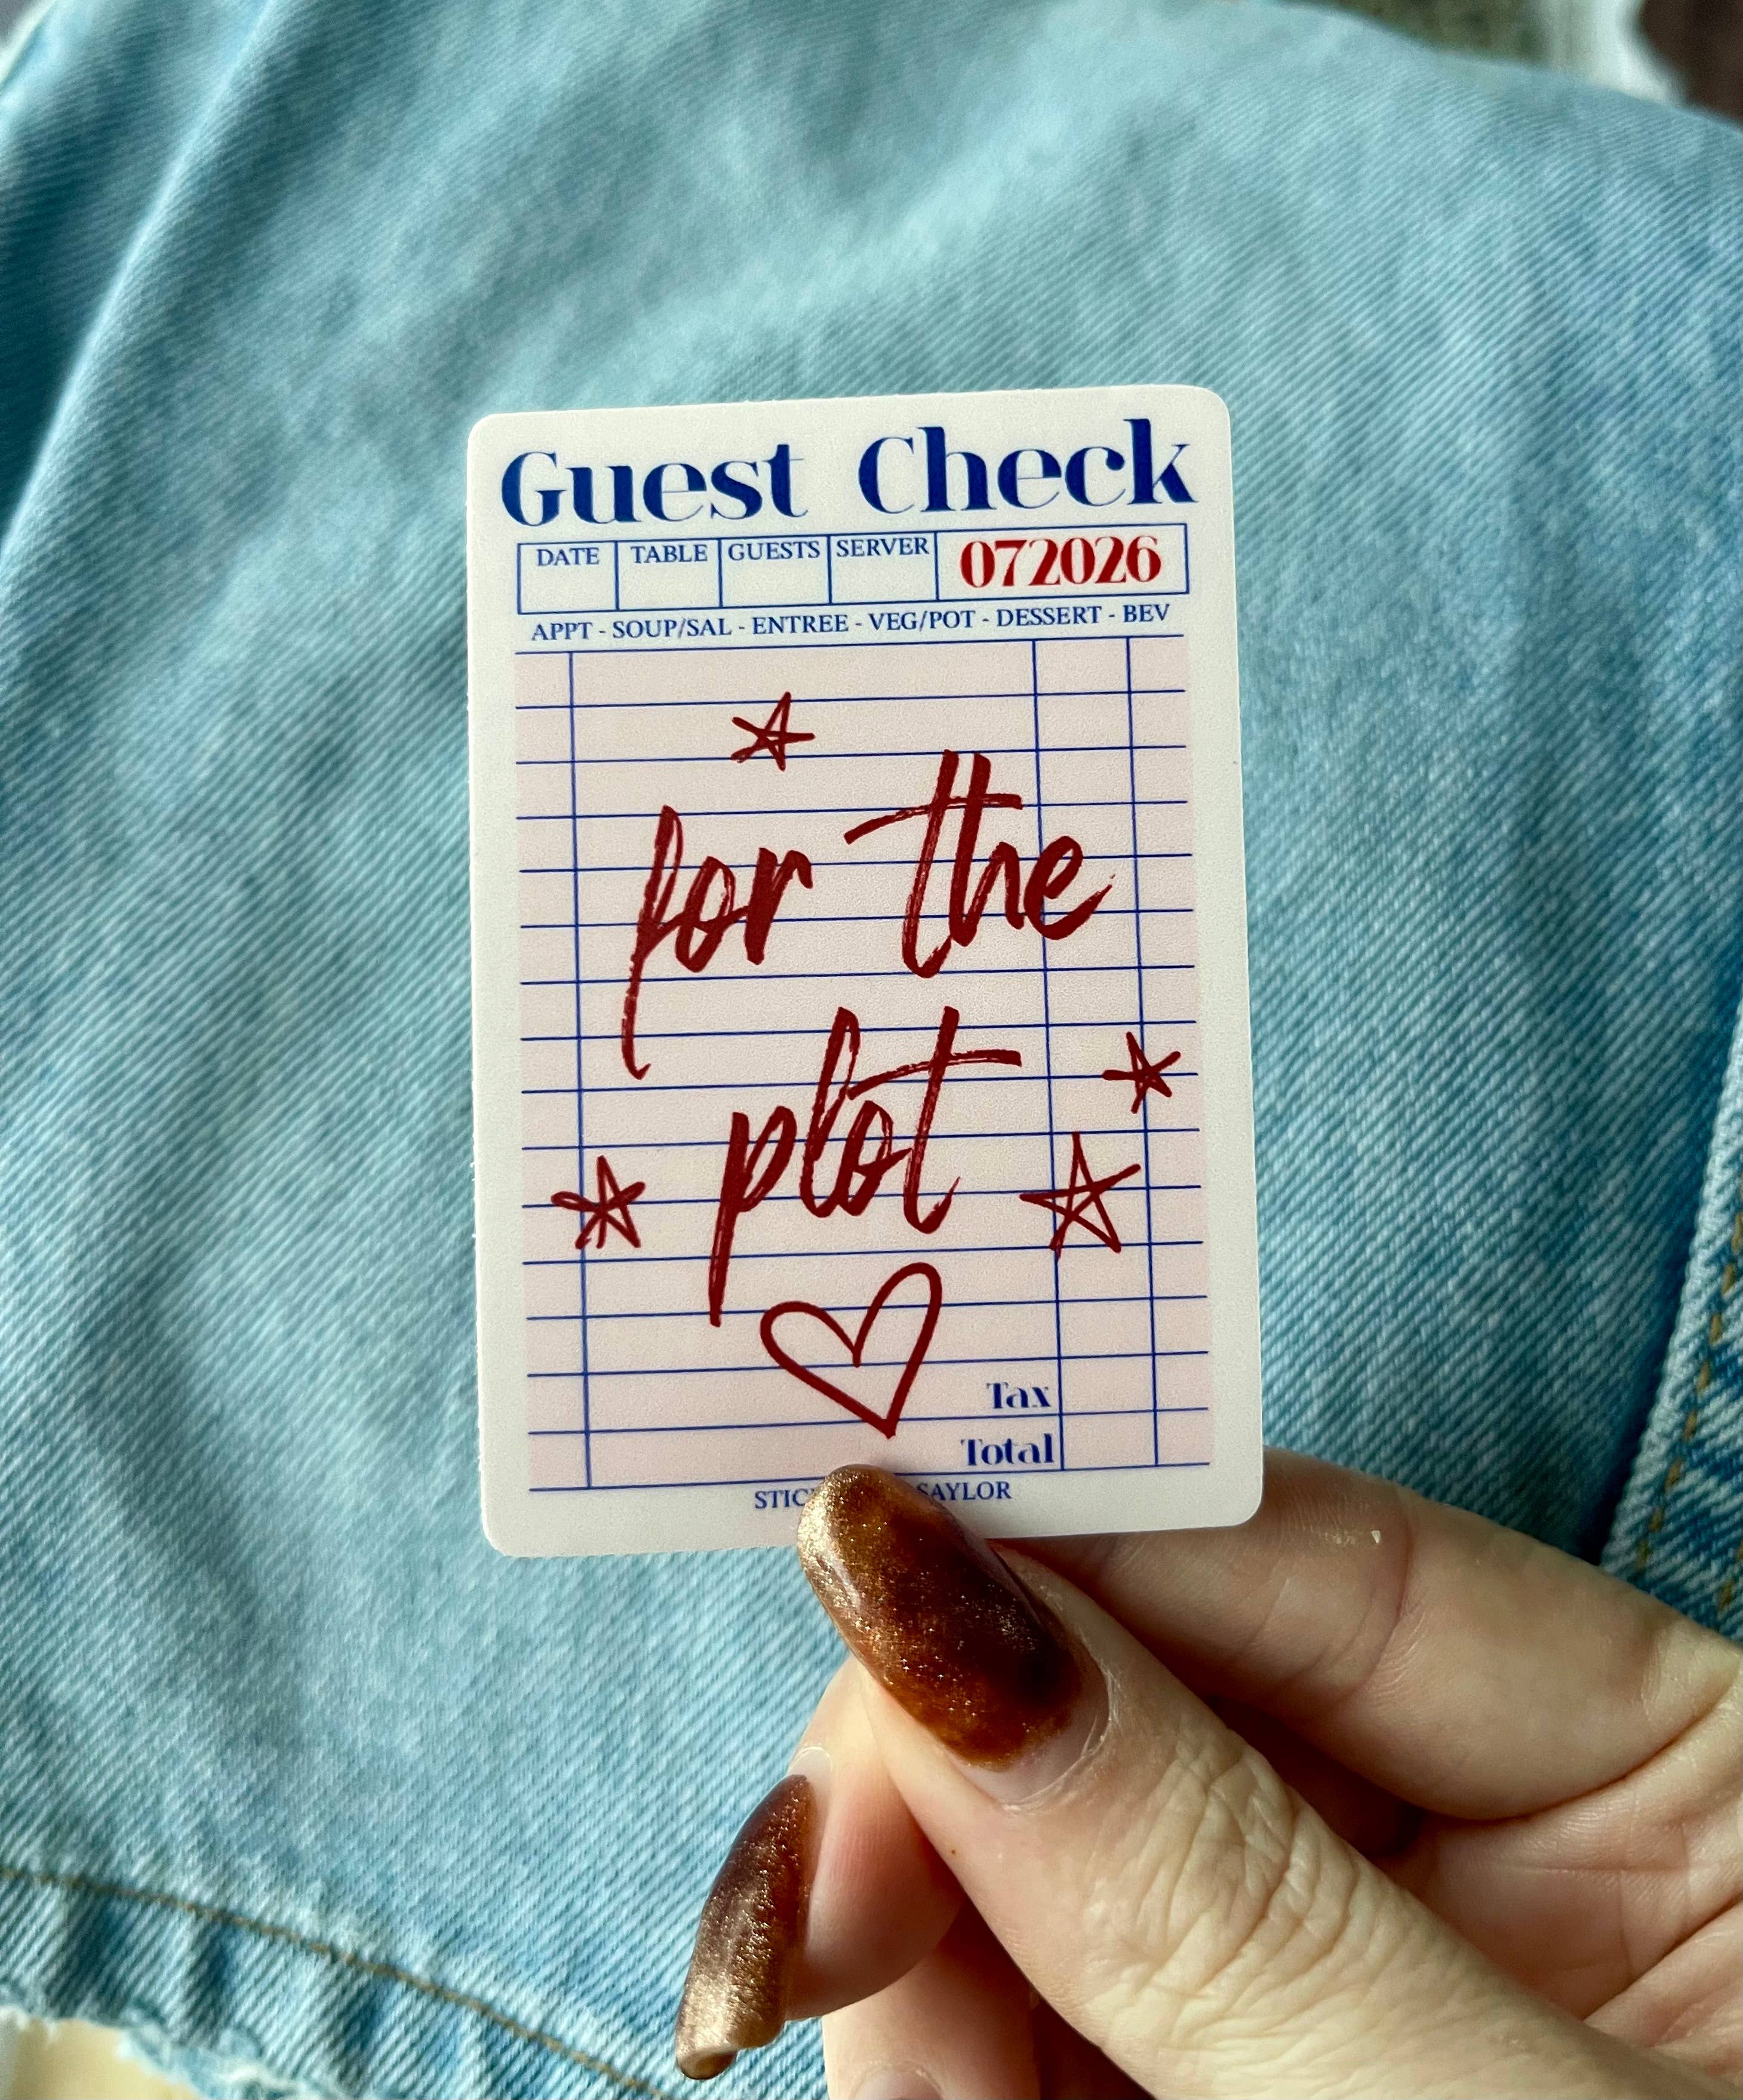 Guest Check
DATE TABLE GUESTS SERVER 072026
APPT - SOUP/SAL - ENTREE - VEG/POT - DESSERT - BEV
for the
plot
Tax
Total
SAYLOR